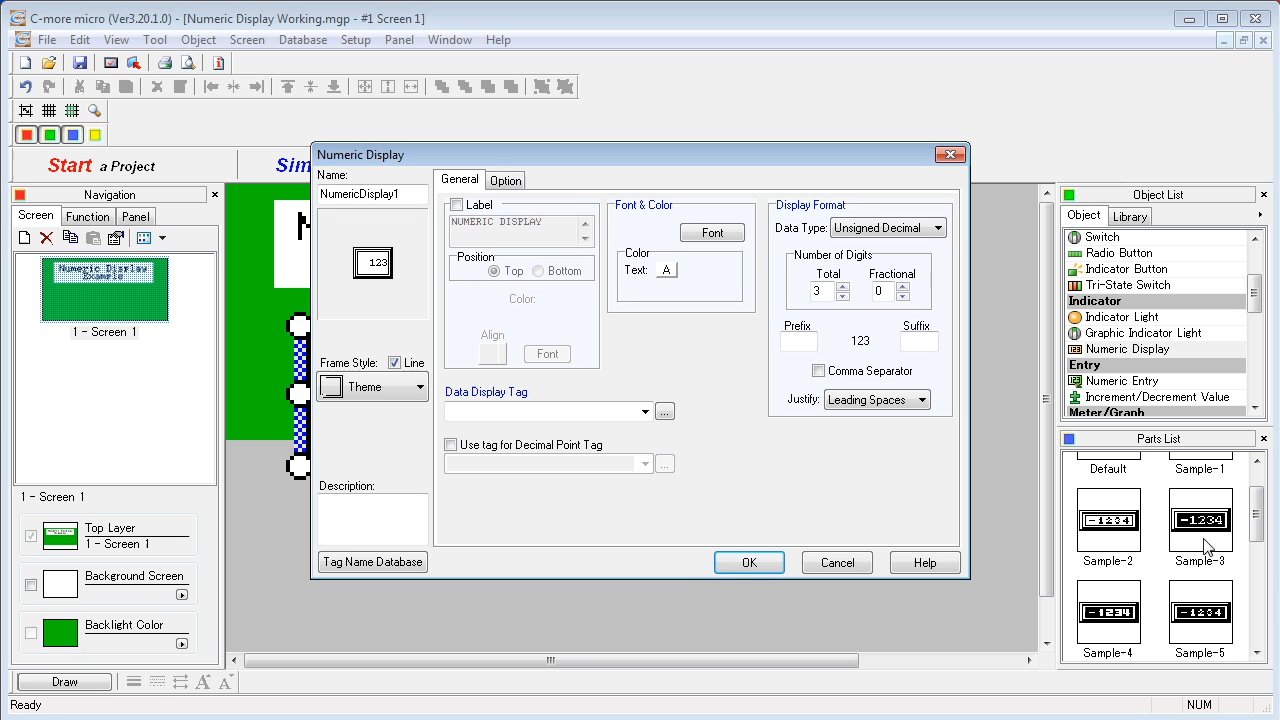 C-more micro (Ver3.20.1.0) - [Numeric Display Working.mgp - #1 Screen 1]
File Edit View Tool Object Screen Database Setup Panel Window Help
Start a Project
Navigation
Screen Function Panel
Numeric Display
Example
1 - Screen 1
1 - Screen 1
Top Layer
1 - Screen 1
Background Screen
Backlight Color
Draw
Ready
NUM
Numeric Display
Name:
NumericDisplay1
123
Frame Style: Line
Theme
Description:
Tag Name Database
General Option
Label
NUMERIC DISPLAY
Position
Top Bottom
Color:
Align
Font
Font & Color
Font
Color
Text: A
Data Display Tag
...
Use tag for Decimal Point Tag
...
Display Format
Data Type: Unsigned Decimal
Number of Digits
Total Fractional
3 0
Prefix Suffix
123
Comma Separator
Justify: Leading Spaces
OK Cancel Help
Object List
Object Library
Switch
Radio Button
Indicator Button
Tri-State Switch
Indicator
Indicator Light
Graphic Indicator Light
Numeric Display
Entry
Numeric Entry
Increment/Decrement Value
Meter/Graph
Parts List
Default Sample-1
-1234 -1234
Sample-2 Sample-3
-1234 -1234
Sample-4 Sample-5